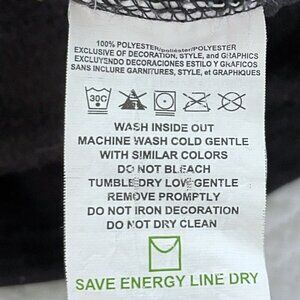 100% POLYESTER/poliéster/POLYESTER
EXCLUSIVE OF DECORATION, STYLE, and GRAPHICS
EXCLUYENDO DECORACIONES ESTILO Y GRAFICOS
SANS INCLURE GARNITURES, STYLE, et GRAPHIQUES
30C
WASH INSIDE OUT
MACHINE WASH COLD GENTLE
WITH SIMILAR COLORS
DO NOT BLEACH
TUMBLE DRY LOW GENTLE
REMOVE PROMPTLY
DO NOT IRON DECORATION
DO NOT DRY CLEAN
SAVE ENERGY LINE DRY